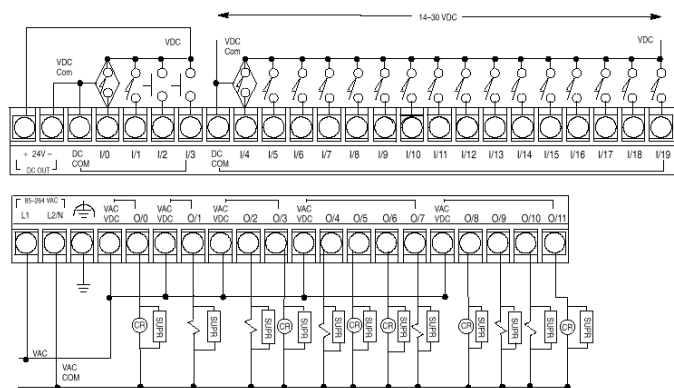 14–30 VDC
VDC
VDC
Com
VDC
VDC
Com
+ 24V –
DC OUT
DC
COM
I/0
I/1
I/2
I/3
DC
COM
I/4
I/5
I/6
I/7
I/8
I/9
I/10
I/11
I/12
I/13
I/14
I/15
I/16
I/17
I/18
I/19
85–264 VAC
L1
L2/N
VAC
VDC
O/0
VAC
VDC
O/1
VAC
VDC
O/2
O/3
VAC
VDC
O/4
O/5
O/6
O/7
VAC
VDC
O/8
O/9
O/10
O/11
CR
SUPR
SUPR
SUPR
CR
SUPR
SUPR
CR
SUPR
CR
SUPR
SUPR
CR
SUPR
SUPR
SUPR
CR
SUPR
VAC
VAC
COM